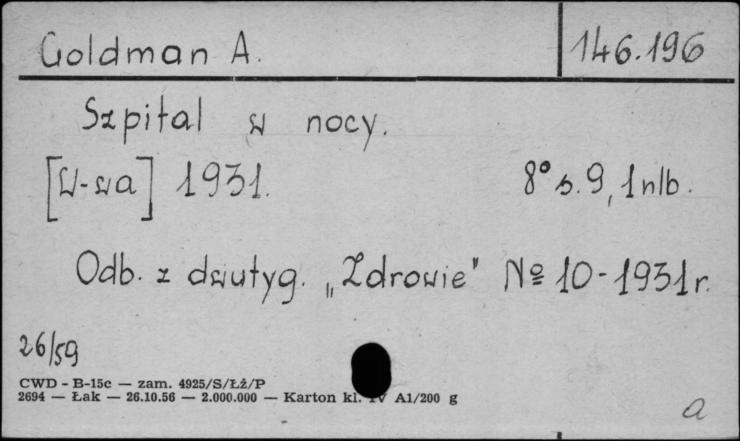 Goldman A. 146.196
Szpital w nocy.
[W-wa] 1931. 8° s. 9, 1 nlb.
Odb. z dwutyg. „Zdrowie" № 10-1931 r.
26/59
CWD - B-15c — zam. 4925/S/Łż/P
2694 — Łak — 26.10.56 — 2.000.000 — Karton kl. IV A1/200 g
a